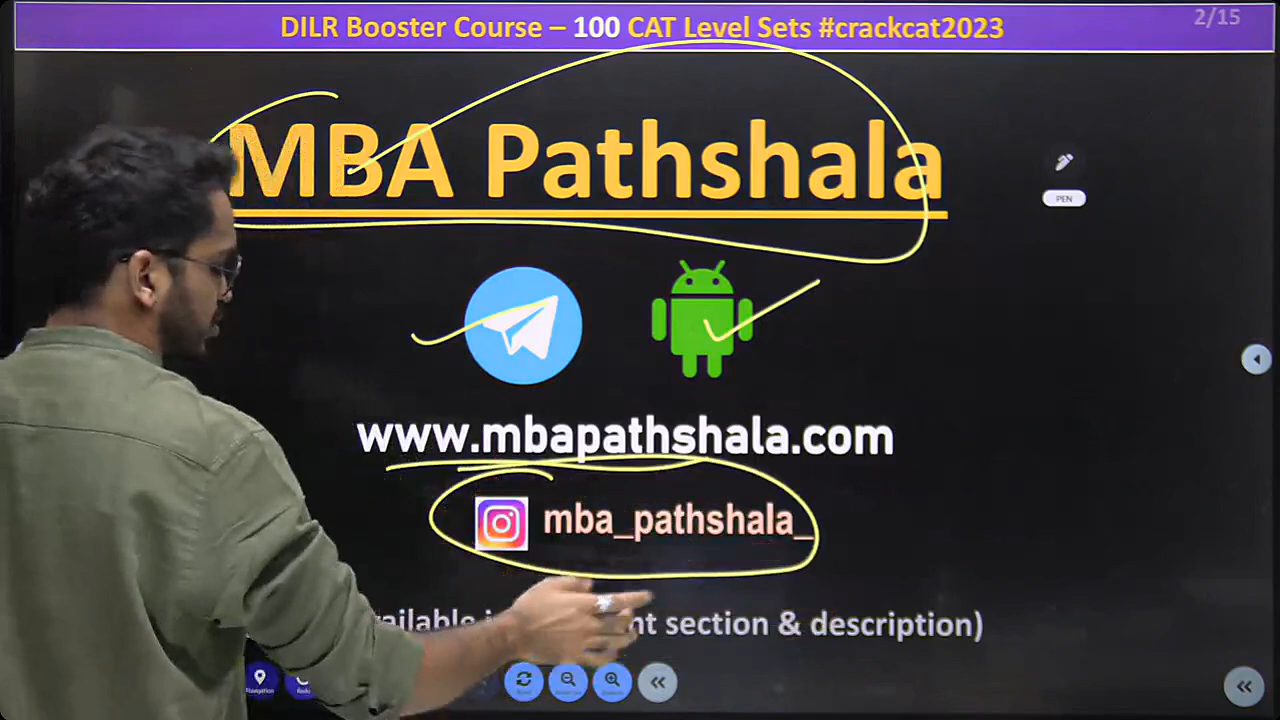 DILR Booster Course – 100 CAT Level Sets #crackcat2023
2/15
MBA Pathshala
PEN
www.mbapathshala.com
mba_pathshala_
section & description)